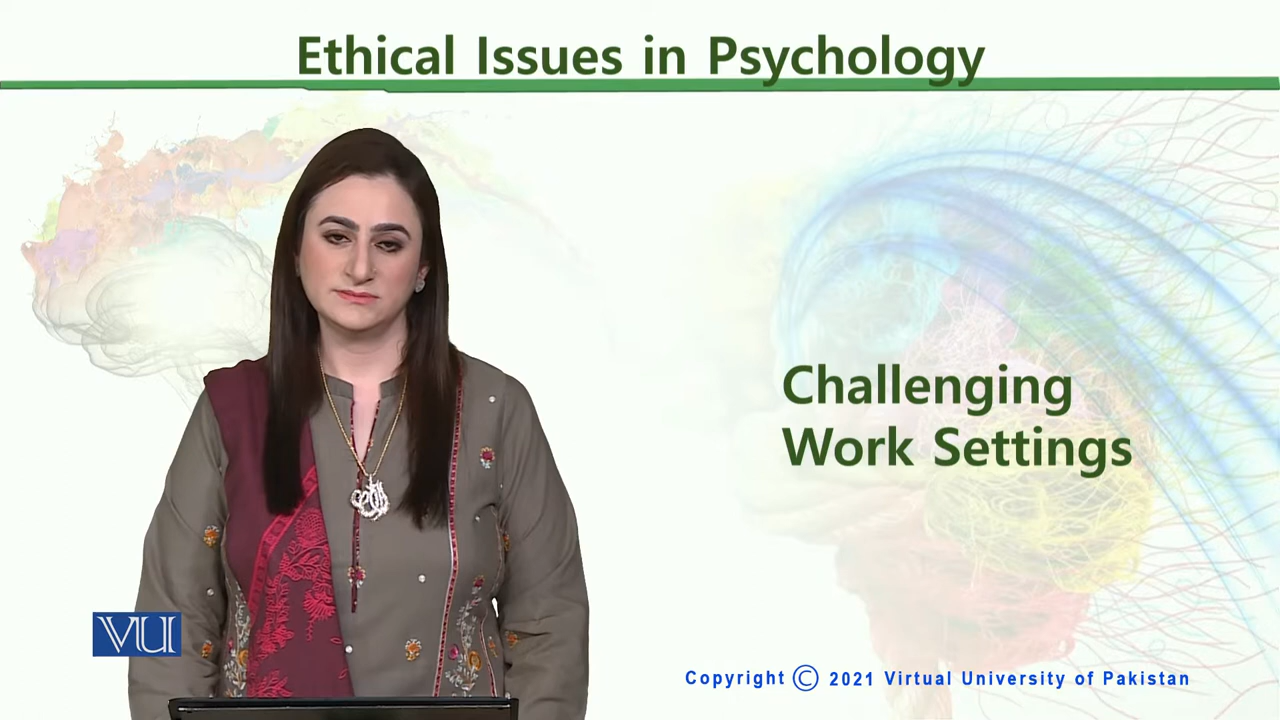 Ethical Issues in Psychology
Challenging
Work Settings
VU
Copyright © 2021 Virtual University of Pakistan